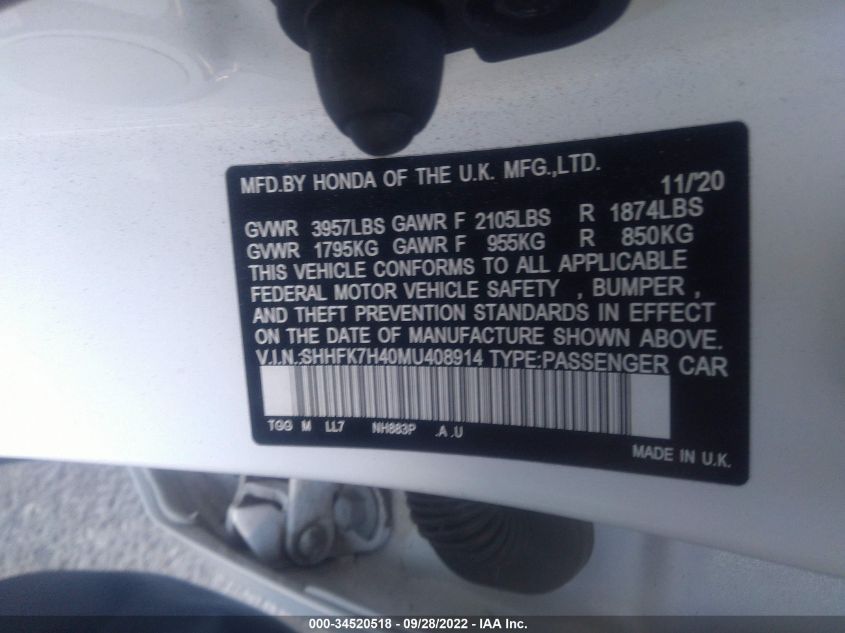 MFD.BY HONDA OF THE U.K. MFG.,LTD. 11/'20
GVWR 3957LBS GAWR F 2105LBS R 1874LBS
GVWR 1795KG GAWR F 955KG R 850KG
THIS VEHICLE CONFORMS TO ALL APPLICABLE
FEDERAL MOTOR VEHICLE SAFETY , BUMPER ,
AND THEFT PREVENTION STANDARDS IN EFFECT
ON THE DATE OF MANUFACTURE SHOWN ABOVE.
V.I.N.:SHHFK7H40MU408914 TYPE:PASSENGER CAR
TGG M LL7 NH883P .A .U
MADE IN U.K.
000-34520518 - 09/28/2022 - © IAA Inc.